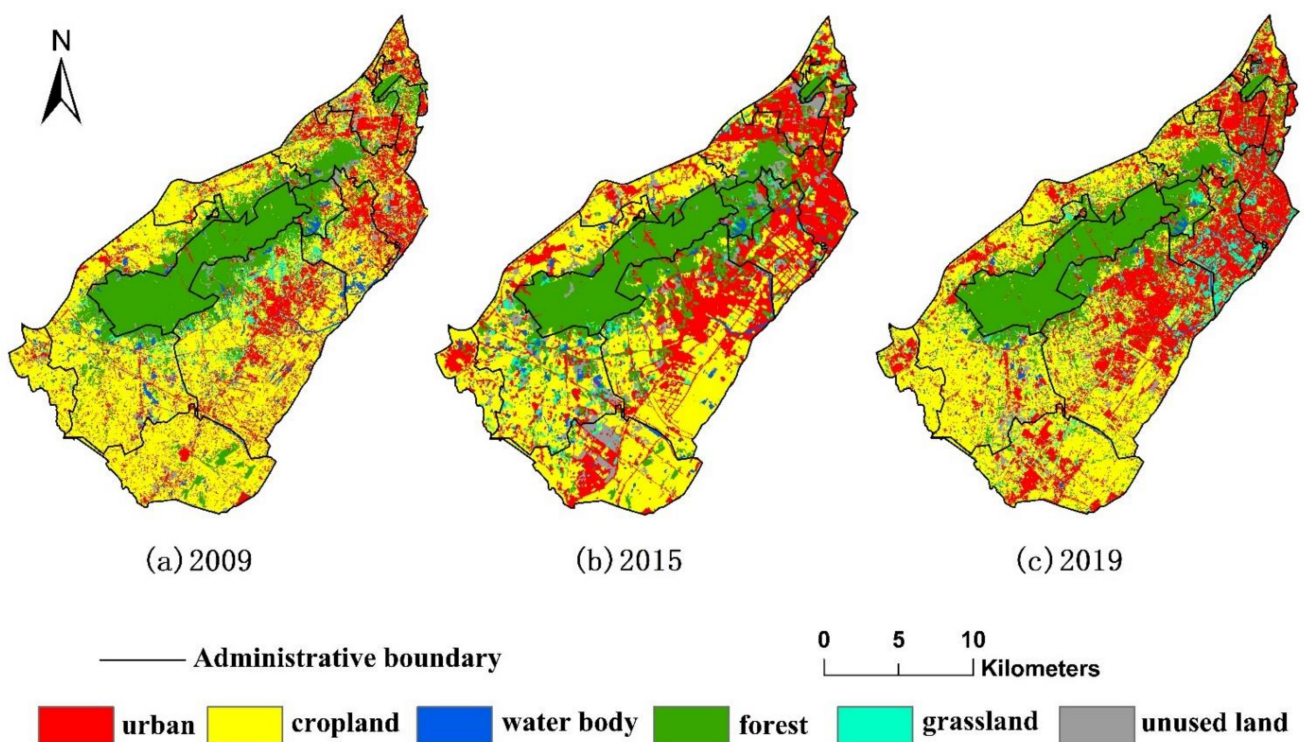 N
(a)2009
(b)2015
(c)2019
Administrative boundary
0 5 10
Kilometers
urban cropland water body forest grassland unused land